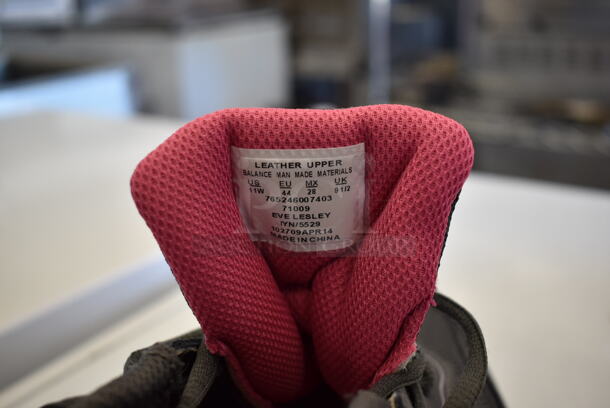 LEATHER UPPER
BALANCE MAN MADE MATERIALS
US EU MX UK
11W 44 28 9 1/2
765246007403
71009
EVE LESLEY
IYN/5529
102709APR14
MADE IN CHINA